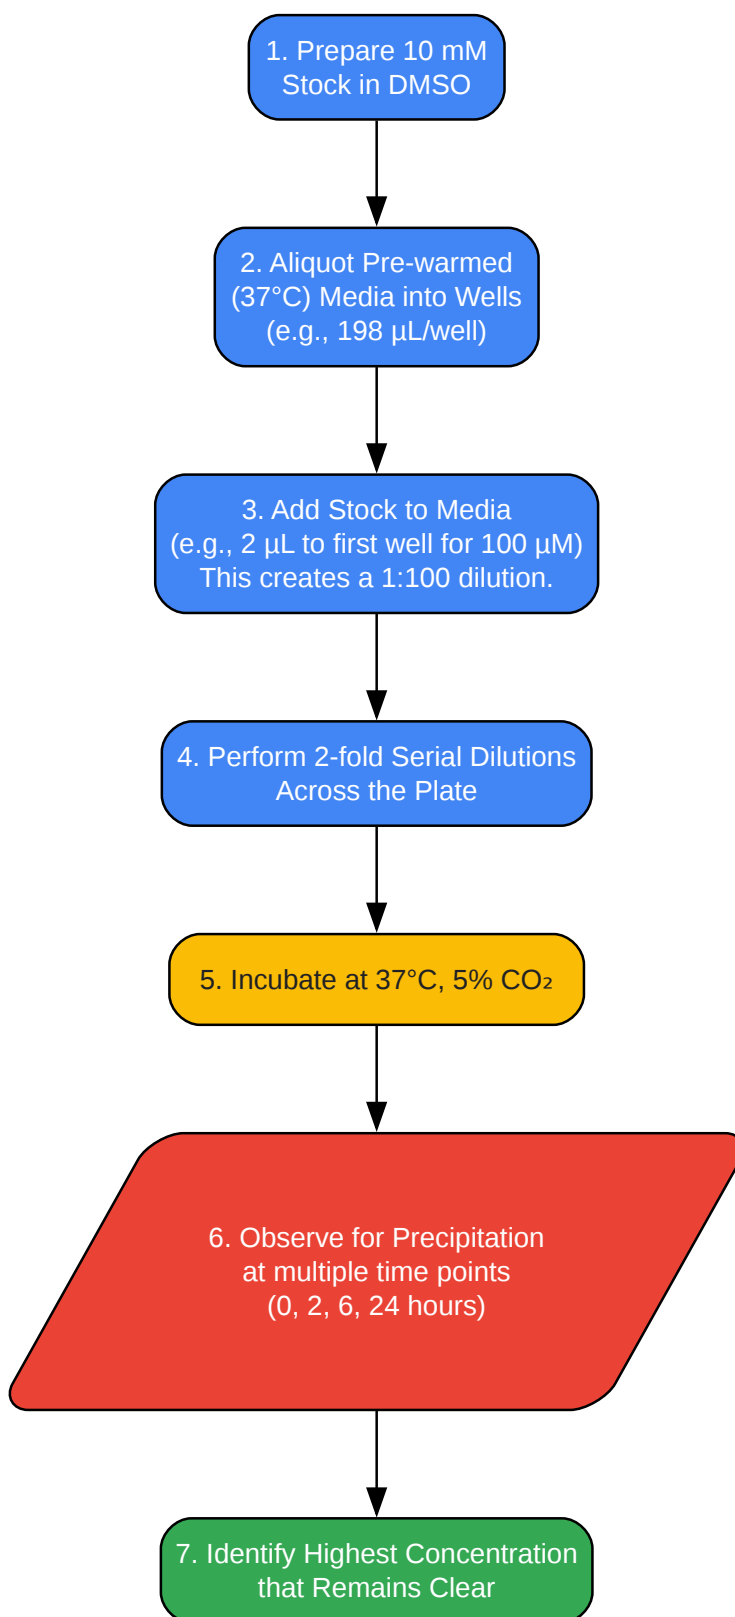 1. Prepare 10 mM
Stock in DMSO
2. Aliquot Pre-warmed
(37°C) Media into Wells
(e.g., 198 µL/well)
3. Add Stock to Media
(e.g., 2 µL to first well for 100 µM)
This creates a 1:100 dilution.
4. Perform 2-fold Serial Dilutions
Across the Plate
5. Incubate at 37°C, 5% CO₂
6. Observe for Precipitation
at multiple time points
(0, 2, 6, 24 hours)
7. Identify Highest Concentration
that Remains Clear